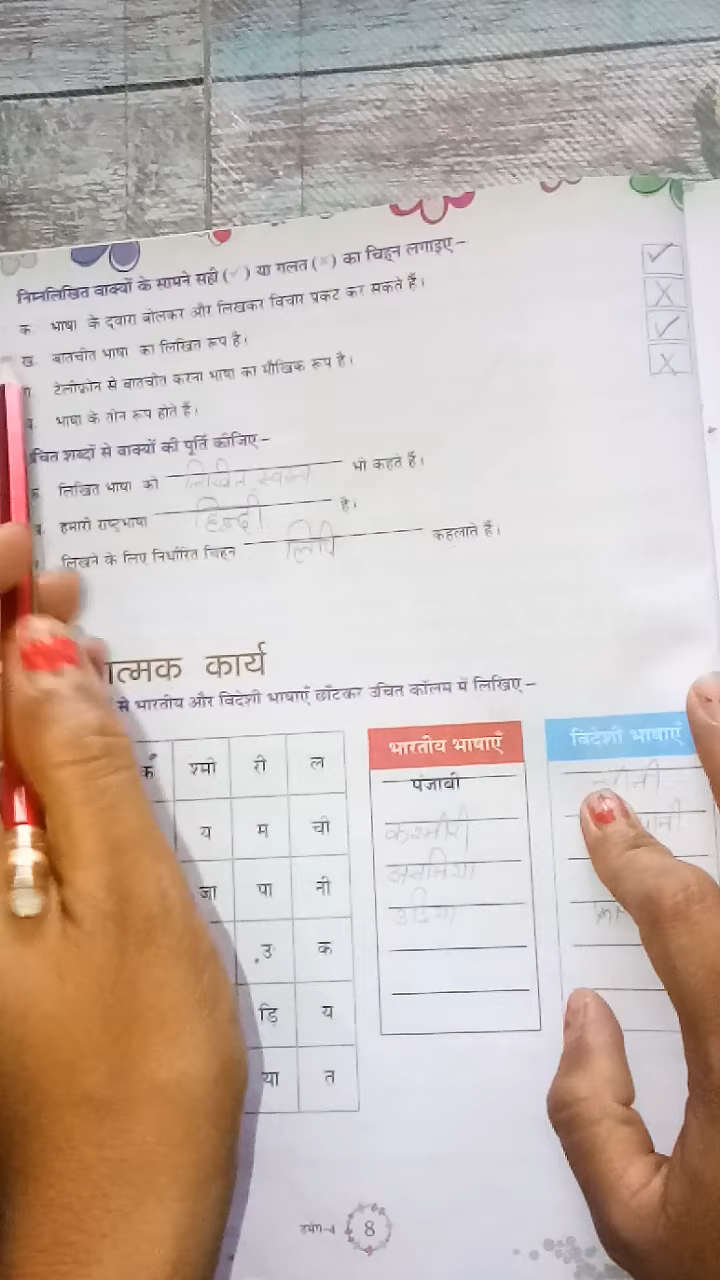 निम्नलिखित वाक्यों के सामने सही (✓) या गलत (×) का चिह्न लगाइए –
क. भाषा के द्वारा बोलकर और लिखकर विचार प्रकट कर सकते हैं। ✓
ख. बातचीत भाषा का लिखित रूप है। ×
ग. टेलीफ़ोन से बातचीत करना भाषा का मौखिक रूप है। ✓
घ. भाषा के तीन रूप होते हैं। ×
उचित शब्दों से वाक्यों की पूर्ति कीजिए –
लिखित भाषा को लिखित भी कहते हैं।
हमारी राष्ट्रभाषा हिन्दी है।
लिखने के लिए निर्धारित चिह्न लिपि कहलाते हैं।
त्मक कार्य
से भारतीय और विदेशी भाषाएँ छाँटकर उचित कॉलम में लिखिए –
भारतीय भाषाएँ विदेशी भाषाएँ
क श्मी री ल
पंजाबी चीनी
य म ची
कश्मीरी
जा पा नी
असमिया
उड़िया
उ क
ड़ि य
या त
8